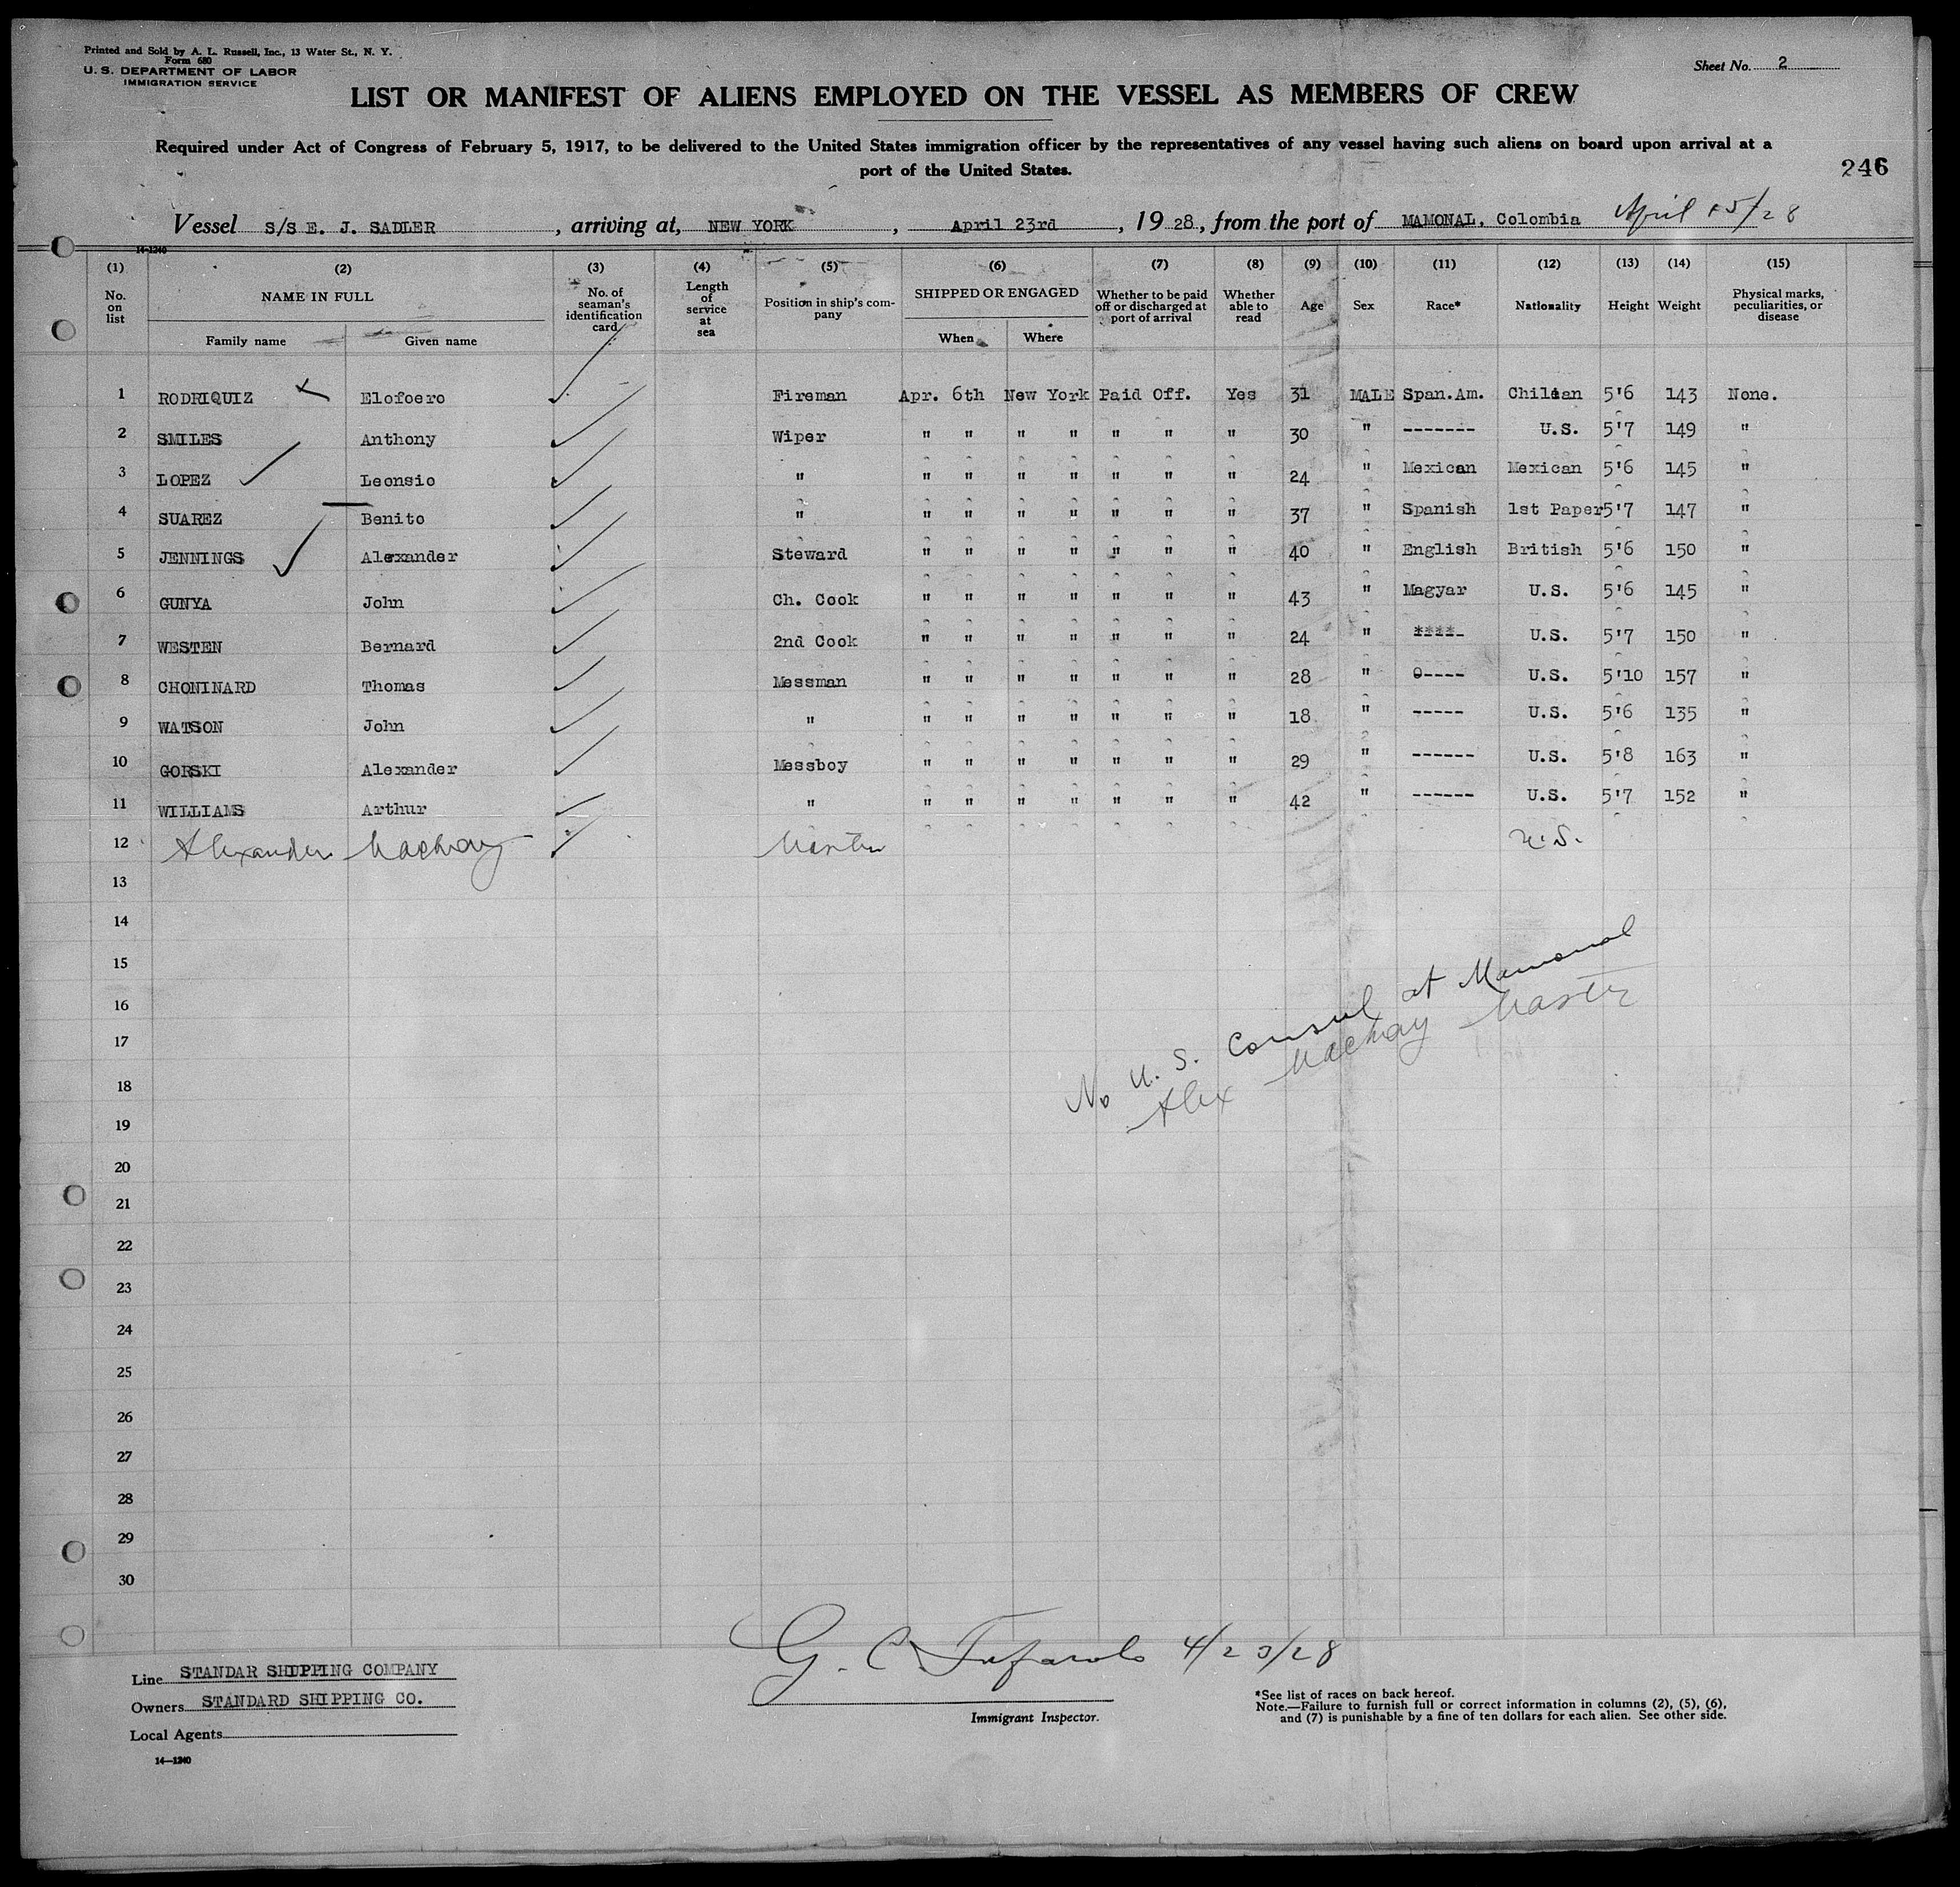 Printed and Sold by A. L. Russell, Inc., 13 Water St., N. Y.
Form 680
U. S. DEPARTMENT OF LABOR
IMMIGRATION SERVICE
Sheet No. 2
LIST OR MANIFEST OF ALIENS EMPLOYED ON THE VESSEL AS MEMBERS OF CREW
Required under Act of Congress of February 5, 1917, to be delivered to the United States immigration officer by the representatives of any vessel having such aliens on board upon arrival at a
port of the United States.
246
Vessel S/S E. J. SADLER, arriving at, NEW YORK, April 23rd, 19 28, from the port of MAMONAL, Colombia April 15/28
14-1240
(1) (2) (3) (4) (5) (6) (7) (8) (9) (10) (11) (12) (13) (14) (15)
No. on list NAME IN FULL Family name Given name No. of seaman's identification card Length of service at sea Position in ship's company SHIPPED OR ENGAGED When Where Whether to be paid off or discharged at port of arrival Whether able to read Age Sex Race* Nationality Height Weight Physical marks, peculiarities, or disease
1 RODRIQUIZ Elofoero Fireman Apr. 6th New York Paid Off. Yes 31 MALE Span.Am. Chilean 5'6 143 None.
2 SMILES Anthony Wiper " " " " " " " 30 " ------- U.S. 5'7 149 "
3 LOPEZ Leonsio " " " " " " " " 24 " Mexican Mexican 5'6 145 "
4 SUAREZ Benito " " " " " " " " 37 " Spanish 1st Paper 5'7 147 "
5 JENNINGS Alexander Steward " " " " " " " 40 " English British 5'6 150 "
6 GUNYA John Ch. Cook " " " " " " " 43 " Magyar U.S. 5'6 145 "
7 WESTEN Bernard 2nd Cook " " " " " " " 24 " ****- U.S. 5'7 150 "
8 CHONINARD Thomas Messman " " " " " " " 28 " 0---- U.S. 5'10 157 "
9 WATSON John " " " " " " " " 18 " ----- U.S. 5'6 135 "
10 GORSKI Alexander Messboy " " " " " " " 29 " ------ U.S. 5'8 163 "
11 WILLIAMS Arthur " " " " " " " " 42 " ------ U.S. 5'7 152 "
12 Alexander Mackay Master U.S.
13
14
15
16
17
18
19
20
21
22
23
24
25
26
27
28
29
30
No U. S. Consul at Mamonal
Alex Mackay Master
G. C. 4/23/28
Immigrant Inspector.
Line STANDAR SHIPPING COMPANY
Owners STANDARD SHIPPING CO.
Local Agents
14—1240
*See list of races on back hereof.
Note.—Failure to furnish full or correct information in columns (2), (5), (6),
and (7) is punishable by a fine of ten dollars for each alien. See other side.